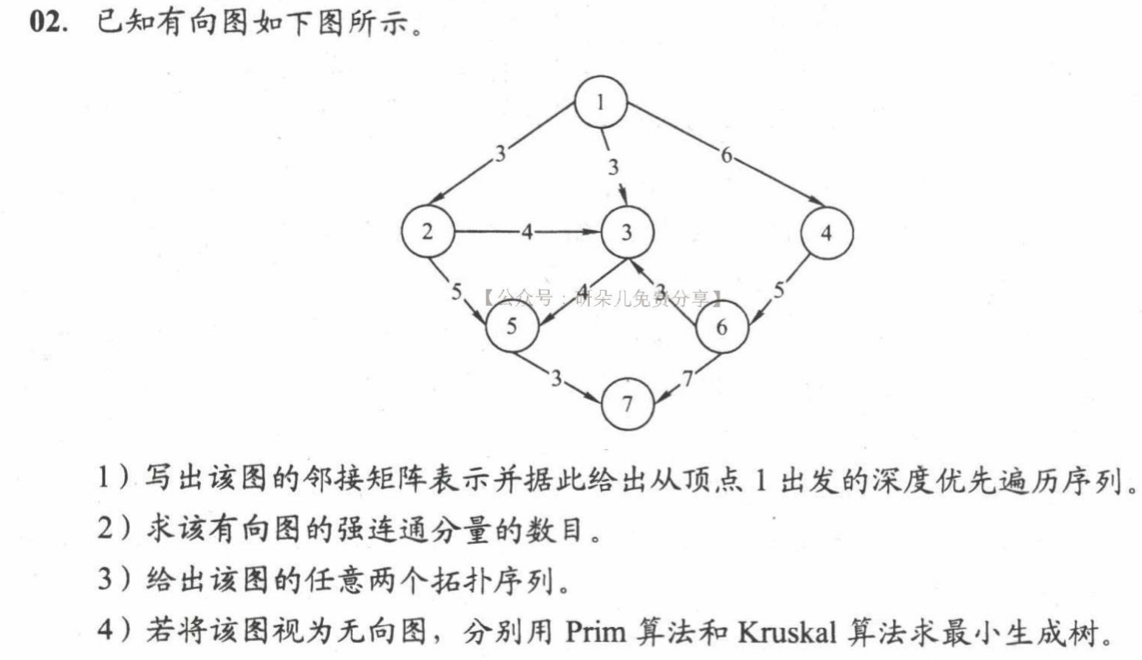 02. 已知有向图如下图所示。
1
3
3
6
2
4
3
4
5
【公众号：研朵儿免费分享】
4
3
5
5
6
3
7
7
1）写出该图的邻接矩阵表示并据此给出从顶点 1 出发的深度优先遍历序列。
2）求该有向图的强连通分量的数目。
3）给出该图的任意两个拓扑序列。
4）若将该图视为无向图，分别用 Prim 算法和 Kruskal 算法求最小生成树。